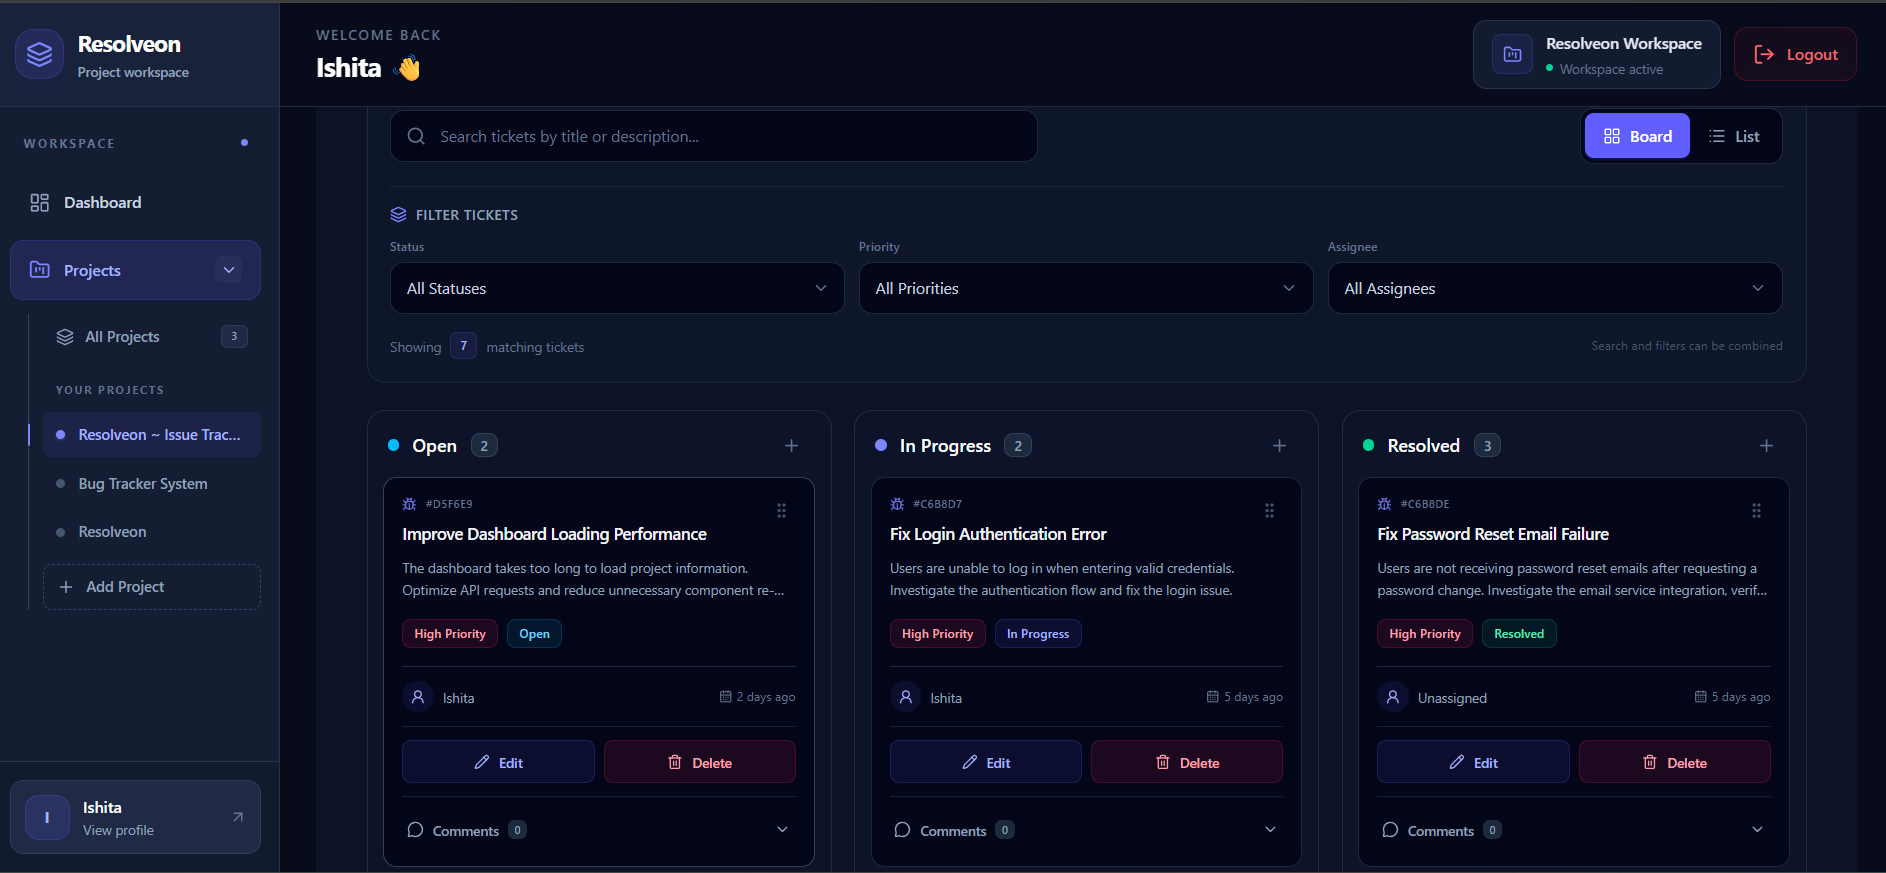 Resolveon
Project workspace
WORKSPACE
Dashboard
Projects
All Projects 3
YOUR PROJECTS
Resolveon ~ Issue Trac...
Bug Tracker System
Resolveon
Add Project
I
Ishita
View profile
WELCOME BACK
Ishita 👋
Resolveon Workspace
Workspace active
Logout
Search tickets by title or description...
Board List
FILTER TICKETS
Status Priority Assignee
All Statuses All Priorities All Assignees
Showing 7 matching tickets
Search and filters can be combined
Open 2
#D5F6E9
Improve Dashboard Loading Performance
The dashboard takes too long to load project information.
Optimize API requests and reduce unnecessary component re-...
High Priority Open
Ishita 2 days ago
Edit Delete
Comments 0
In Progress 2
#C6B8D7
Fix Login Authentication Error
Users are unable to log in when entering valid credentials.
Investigate the authentication flow and fix the login issue.
High Priority In Progress
Ishita 5 days ago
Edit Delete
Comments 0
Resolved 3
#C6B8DE
Fix Password Reset Email Failure
Users are not receiving password reset emails after requesting a
password change. Investigate the email service integration, verif...
High Priority Resolved
Unassigned 5 days ago
Edit Delete
Comments 0